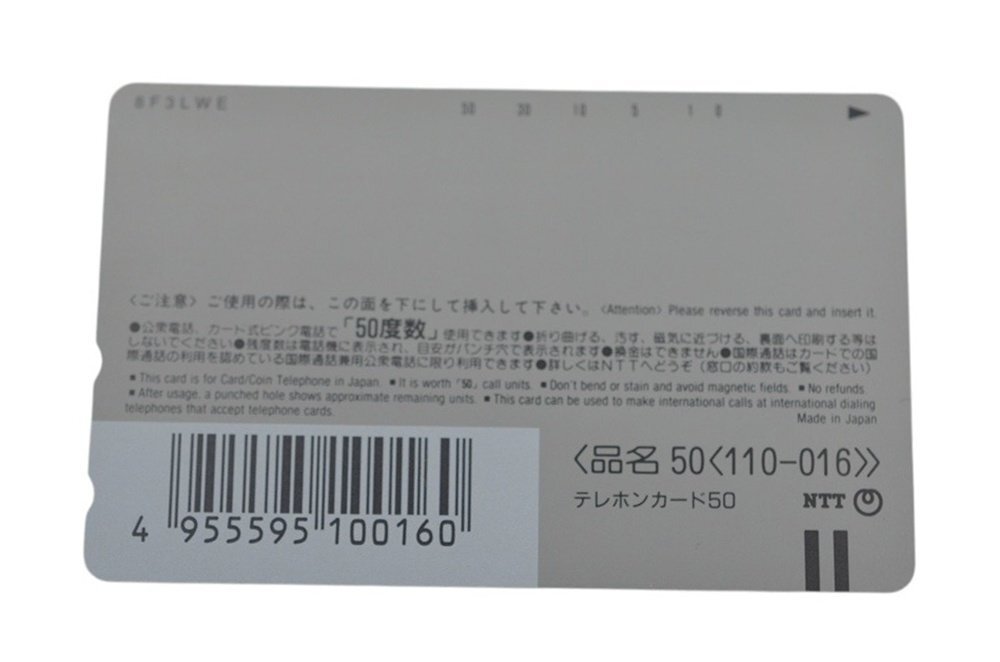 8F3LWE 50 30 10 5 1 0
〈ご注意〉ご使用の際は、この面を下にして挿入して下さい。〈Attention〉Please reverse this card and insert it.
●公衆電話、カード式ピンク電話で「50度数」使用できます●折り曲げる、汚す、磁気に近づける、裏面へ印刷する等は
しないでください●残度数は電話機に表示され、目安がパンチ穴で表示されます●換金はできません●国際通話はカードでの国
際通話の利用を認めている国際通話兼用公衆電話に限り利用できます●詳しくはNTTへどうぞ（窓口の約款もご覧ください）
■ This card is for Card/Coin Telephone in Japan. ■ It is worth「50」call units. ■ Don't bend or stain and avoid magnetic fields. ■ No refunds.
■ After usage, a punched hole shows approximate remaining units. ■ This card can be used to make international calls at international dialing
telephones that accept telephone cards.
Made in Japan
〈品名 50〈110-016〉〉
テレホンカード50 NTT
4 955595 100160